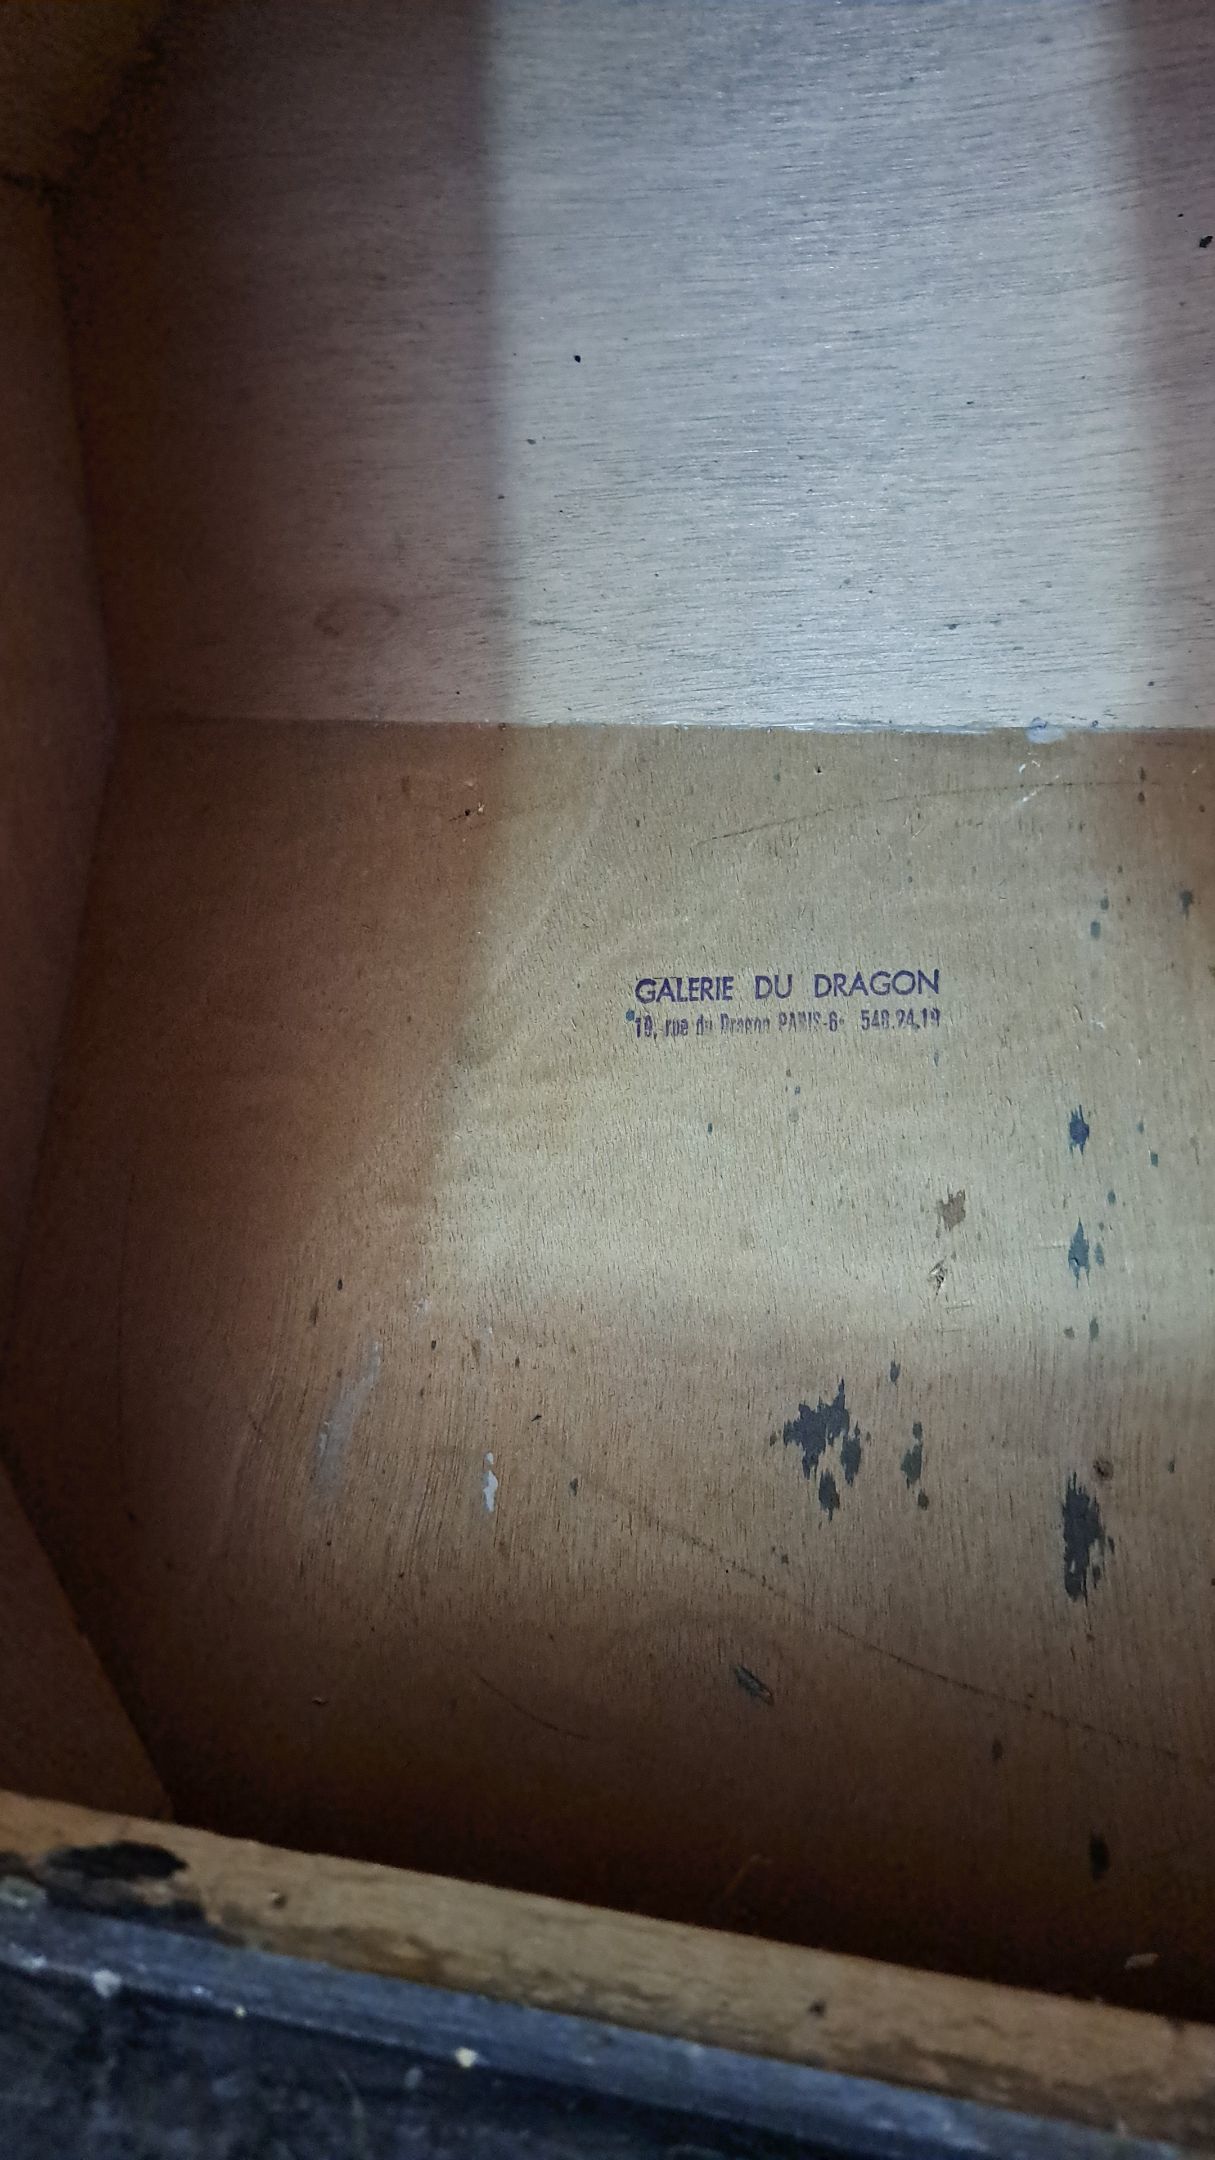 GALERIE DU DRAGON
19, rue du Dragon PARIS-6e 548.24.19